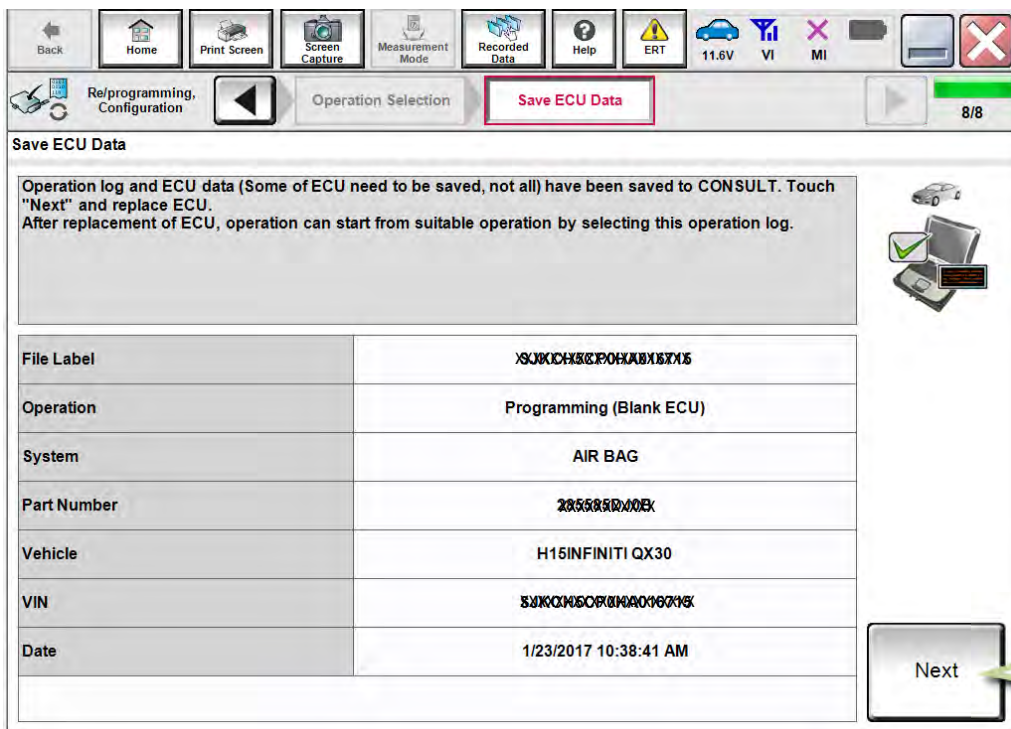 Back
Home
Print Screen
Screen Capture
Measurement Mode
Recorded Data
Help
ERT
11.6V
VI
MI
Re/programming, Configuration
Operation Selection
Save ECU Data
8/8
Save ECU Data
Operation log and ECU data (Some of ECU need to be saved, not all) have been saved to CONSULT. Touch
"Next" and replace ECU.
After replacement of ECU, operation can start from suitable operation by selecting this operation log.
File Label
Operation
Programming (Blank ECU)
System
AIR BAG
Part Number
Vehicle
H15INFINITI QX30
VIN
Date
1/23/2017 10:38:41 AM
Next